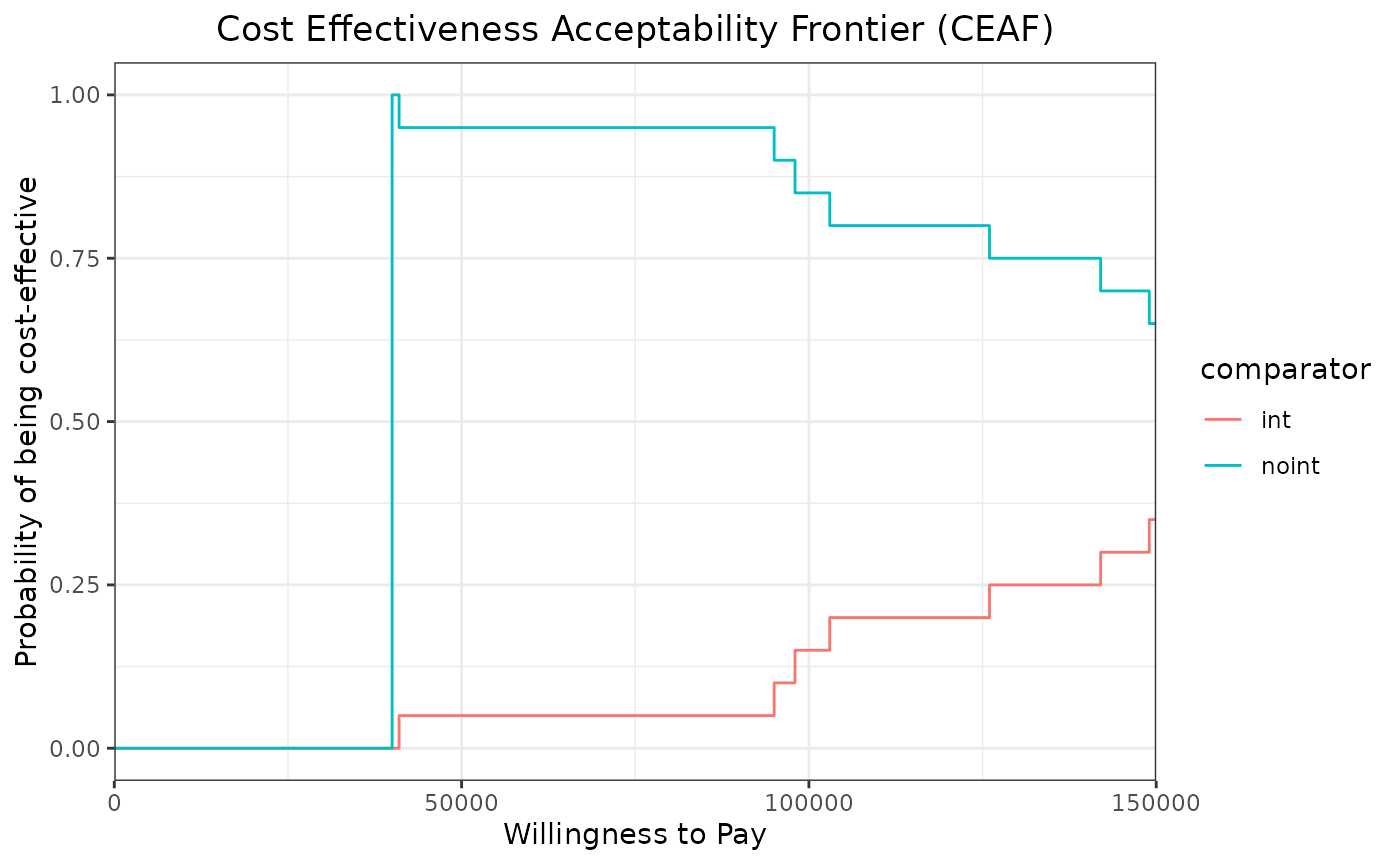 Cost Effectiveness Acceptability Frontier (CEAF)
Probability of being cost-effective
1.00
0.75
0.50
0.25
0.00
0
50000
100000
150000
Willingness to Pay
comparator
int
noint